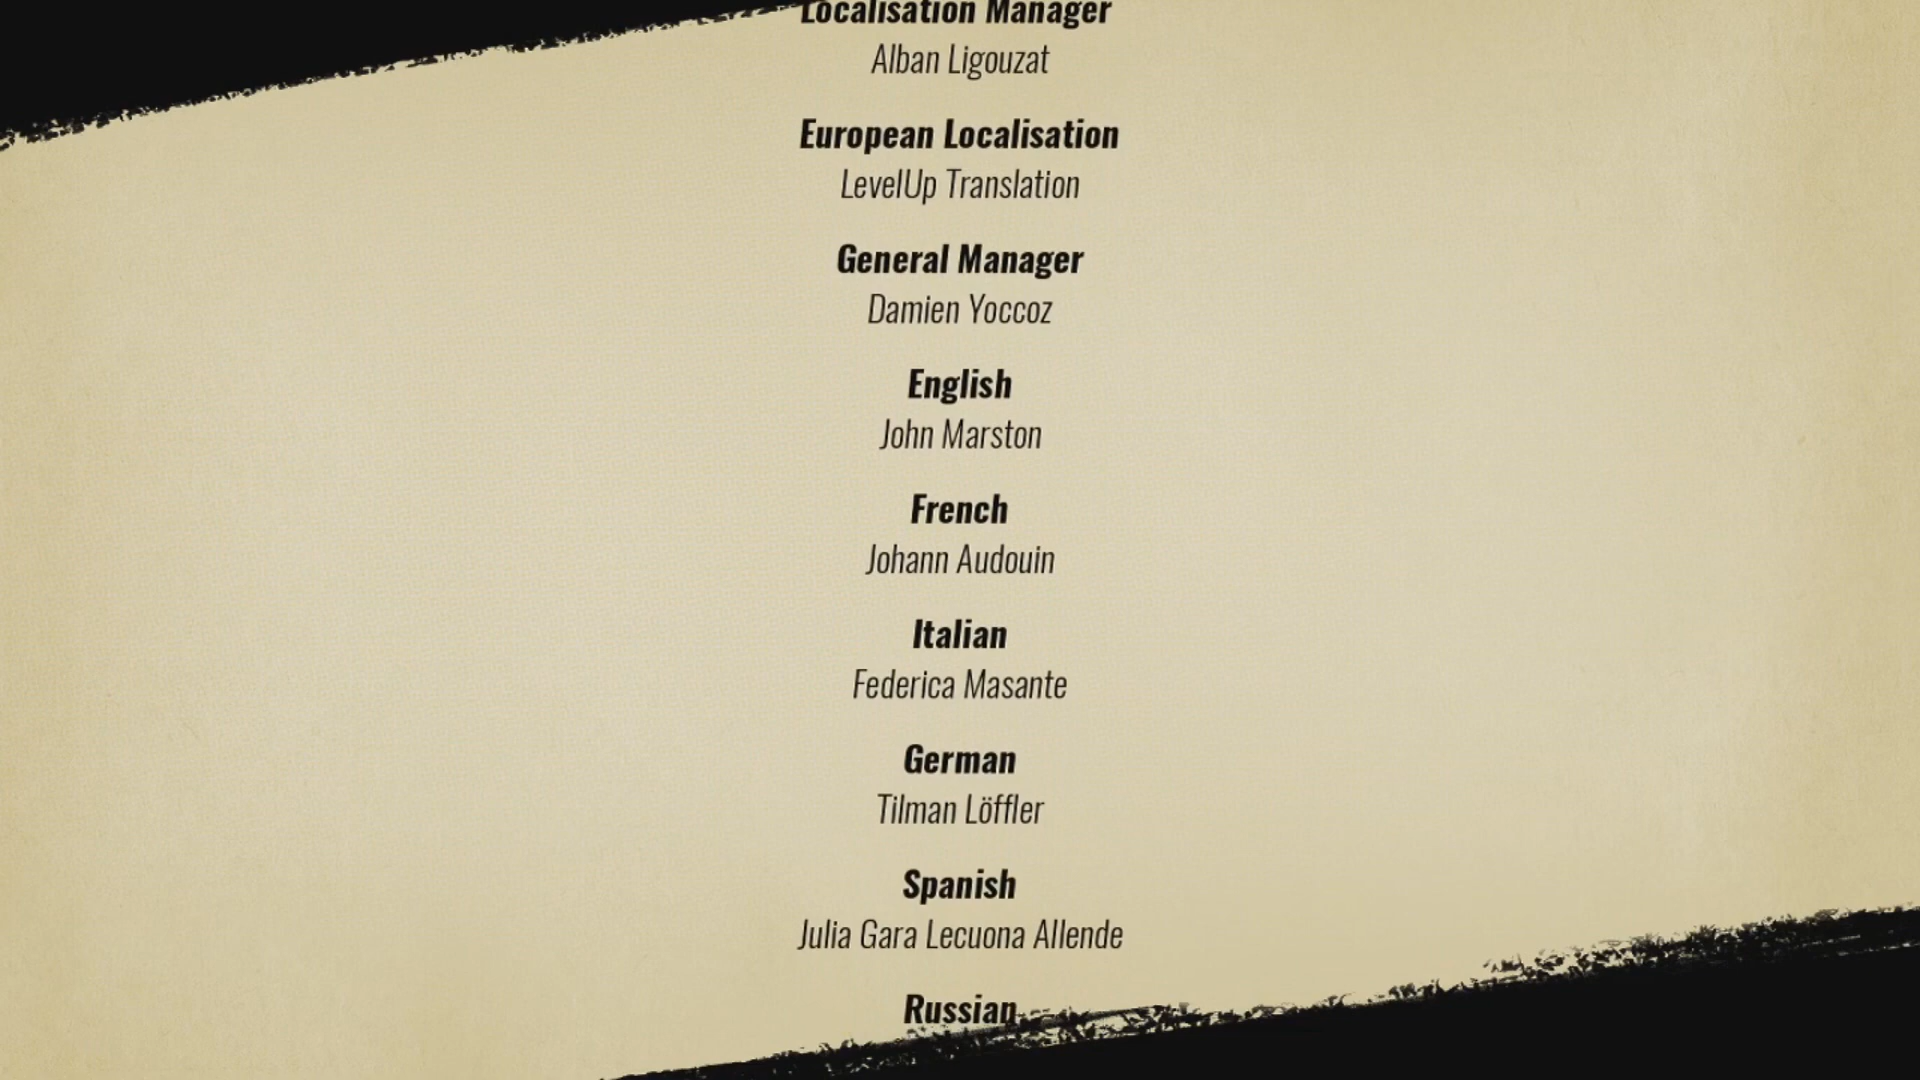 Localisation Manager
Alban Ligouzat
European Localisation
LevelUp Translation
General Manager
Damien Yoccoz
English
John Marston
French
Johann Audouin
Italian
Federica Masante
German
Tilman Löffler
Spanish
Julia Gara Lecuona Allende
Russian